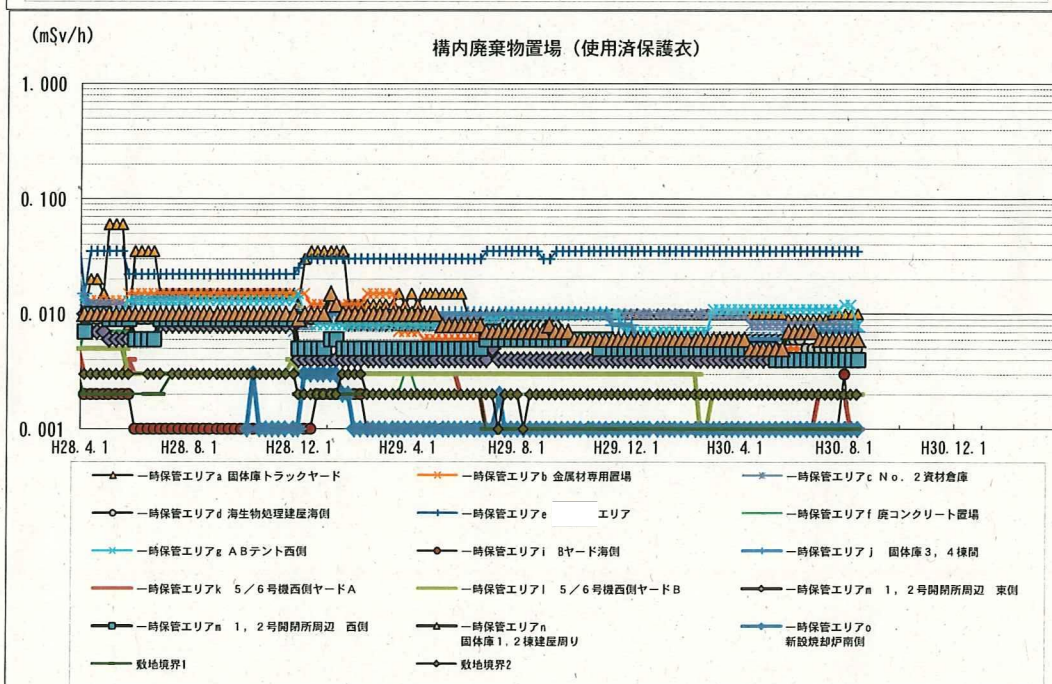 (mSv/h)
構内廃棄物置場（使用済保護衣）
1.000
0.100
0.010
0.001
H28.4.1 H28.8.1 H28.12.1 H29.4.1 H29.8.1 H29.12.1 H30.4.1 H30.8.1 H30.12.1
一時保管エリアa 固体庫トラックヤード
一時保管エリアb 金属材専用置場
一時保管エリアc No.2資材倉庫
一時保管エリアd 海生物処理建屋海側
一時保管エリアe エリア
一時保管エリアf 廃コンクリート置場
一時保管エリアg ABテント西側
一時保管エリアi Bヤード海側
一時保管エリアj 固体庫3,4棟間
一時保管エリアk 5/6号機西側ヤードA
一時保管エリアl 5/6号機西側ヤードB
一時保管エリアm 1,2号開閉所周辺 東側
一時保管エリアm 1,2号開閉所周辺 西側
一時保管エリアn
固体庫1,2棟建屋周り
一時保管エリアo
新設焼却炉南側
敷地境界1
敷地境界2